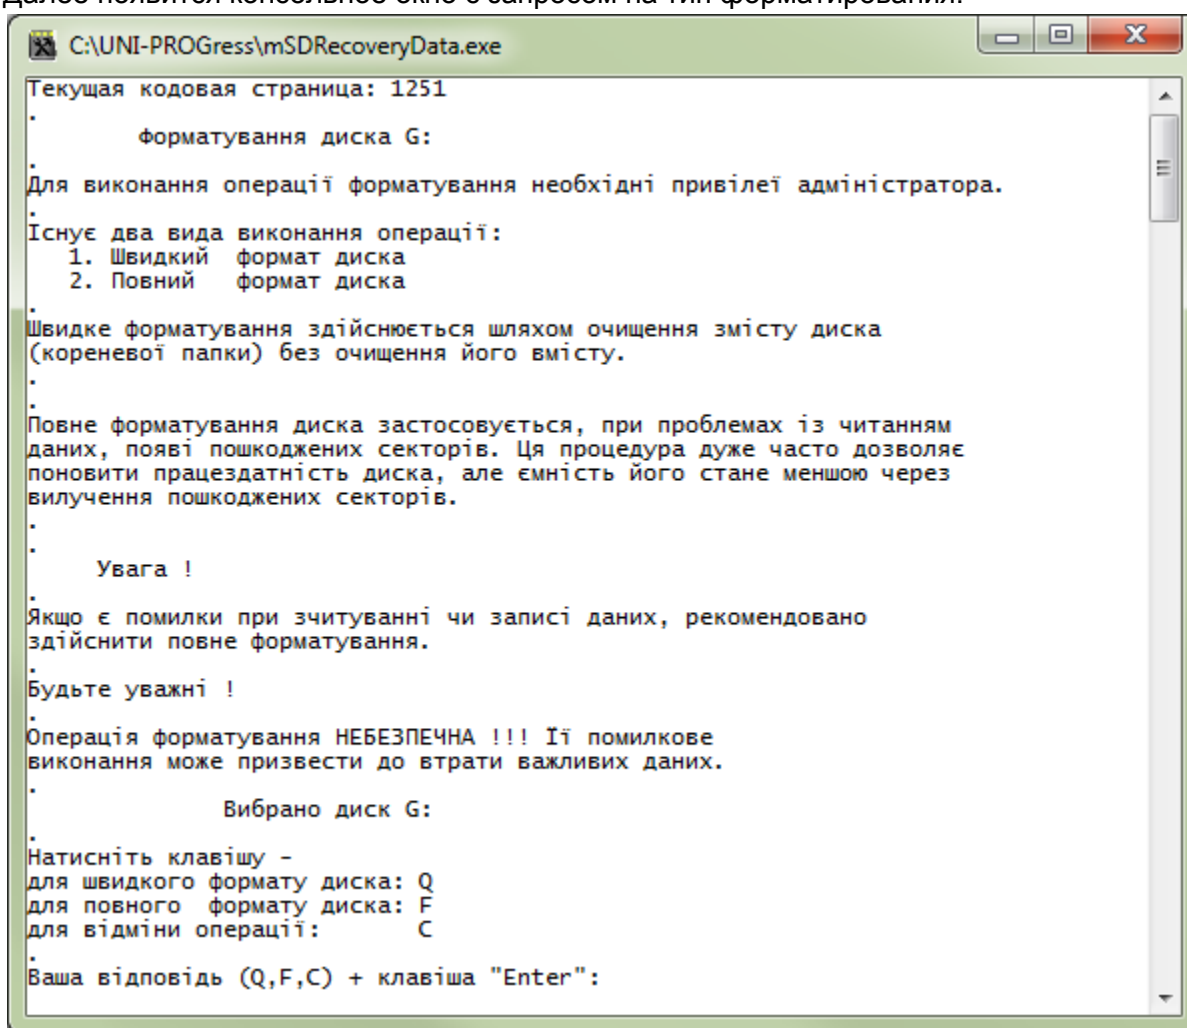 Далее появится консольное окно с запросом на тип форматирования.
C:\UNI-PROGress\mSDRecoveryData.exe
Текущая кодовая страница: 1251
.
Форматування диска G:
.
Для виконання операції форматування необхідні привілеї адміністратора.
.
Існує два вида виконання операції:
1. Швидкий формат диска
2. Повний формат диска
.
Швидке форматування здійснюється шляхом очищення змісту диска
(кореневої папки) без очищення його вмісту.
.
.
Повне форматування диска застосовується, при проблемах із читанням
даних, появі пошкоджених секторів. Ця процедура дуже часто дозволяє
поновити працездатність диска, але ємність його стане меншою через
вилучення пошкоджених секторів.
.
.
Увага !
.
Якщо є помилки при зчитуванні чи записі даних, рекомендовано
здійснити повне форматування.
.
Будьте уважні !
.
Операція форматування НЕБЕЗПЕЧНА !!! Її помилкове
виконання може призвести до втрати важливих даних.
.
Вибрано диск G:
.
Натисніть клавішу -
для швидкого формату диска: Q
для повного формату диска: F
для відміни операції: C
.
Ваша відповідь (Q,F,C) + клавіша "Enter":